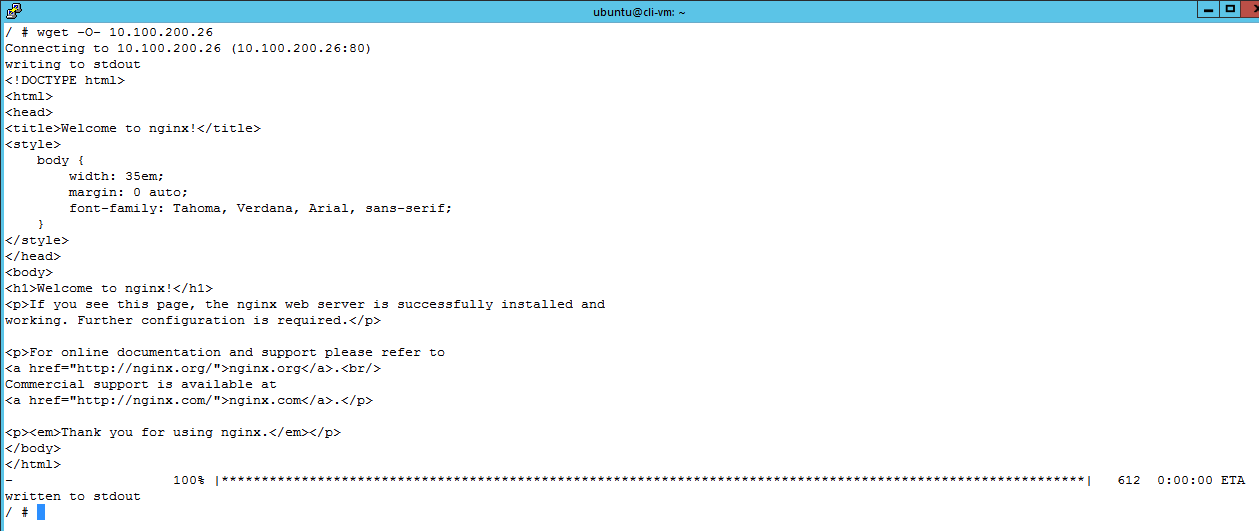 ubuntu@cli-vm: ~
/ # wget -O- 10.100.200.26
Connecting to 10.100.200.26 (10.100.200.26:80)
writing to stdout
<!DOCTYPE html>
<html>
<head>
<title>Welcome to nginx!</title>
<style>
    body {
        width: 35em;
        margin: 0 auto;
        font-family: Tahoma, Verdana, Arial, sans-serif;
    }
</style>
</head>
<body>
<h1>Welcome to nginx!</h1>
<p>If you see this page, the nginx web server is successfully installed and
working. Further configuration is required.</p>

<p>For online documentation and support please refer to
<a href="http://nginx.org/">nginx.org</a>.<br/>
Commercial support is available at
<a href="http://nginx.com/">nginx.com</a>.</p>

<p><em>Thank you for using nginx.</em></p>
</body>
</html>
-                    100% |************************************************************************************************************|   612  0:00:00 ETA
written to stdout
/ #